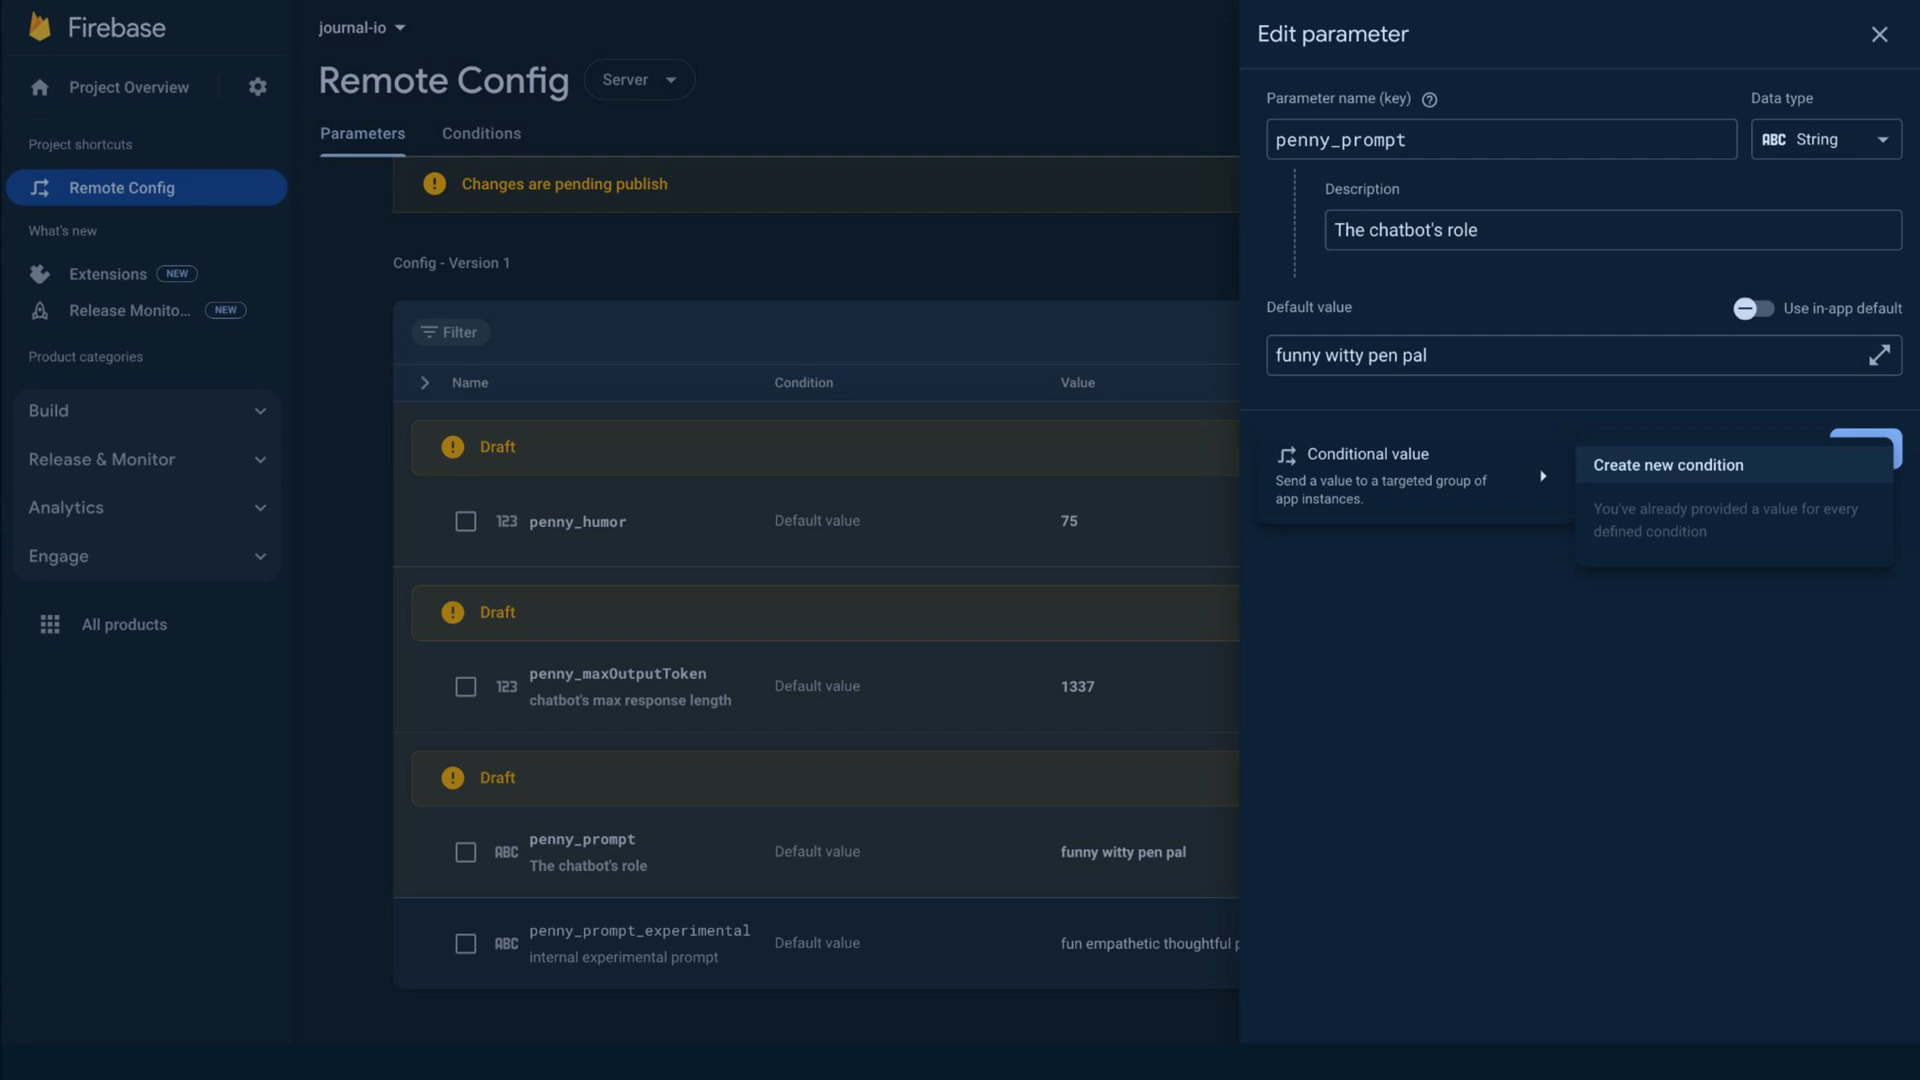 Firebase
Project Overview
Project shortcuts
Remote Config
What's new
Extensions NEW
Release Monito... NEW
Product categories
Build
Release & Monitor
Analytics
Engage
All products
journal-io
Remote Config Server
Parameters Conditions
Changes are pending publish
Config - Version 1
Filter
Name Condition Value
Draft
123 penny_humor Default value 75
Draft
123 penny_maxOutputToken Default value 1337
chatbot's max response length
Draft
ABC penny_prompt Default value funny witty pen pal
The chatbot's role
ABC penny_prompt_experimental Default value fun empathetic thoughtful p
internal experimental prompt
Edit parameter
Parameter name (key) Data type
penny_prompt ABC String
Description
The chatbot's role
Default value Use in-app default
funny witty pen pal
Conditional value
Send a value to a targeted group of
app instances.
Create new condition
You've already provided a value for every
defined condition